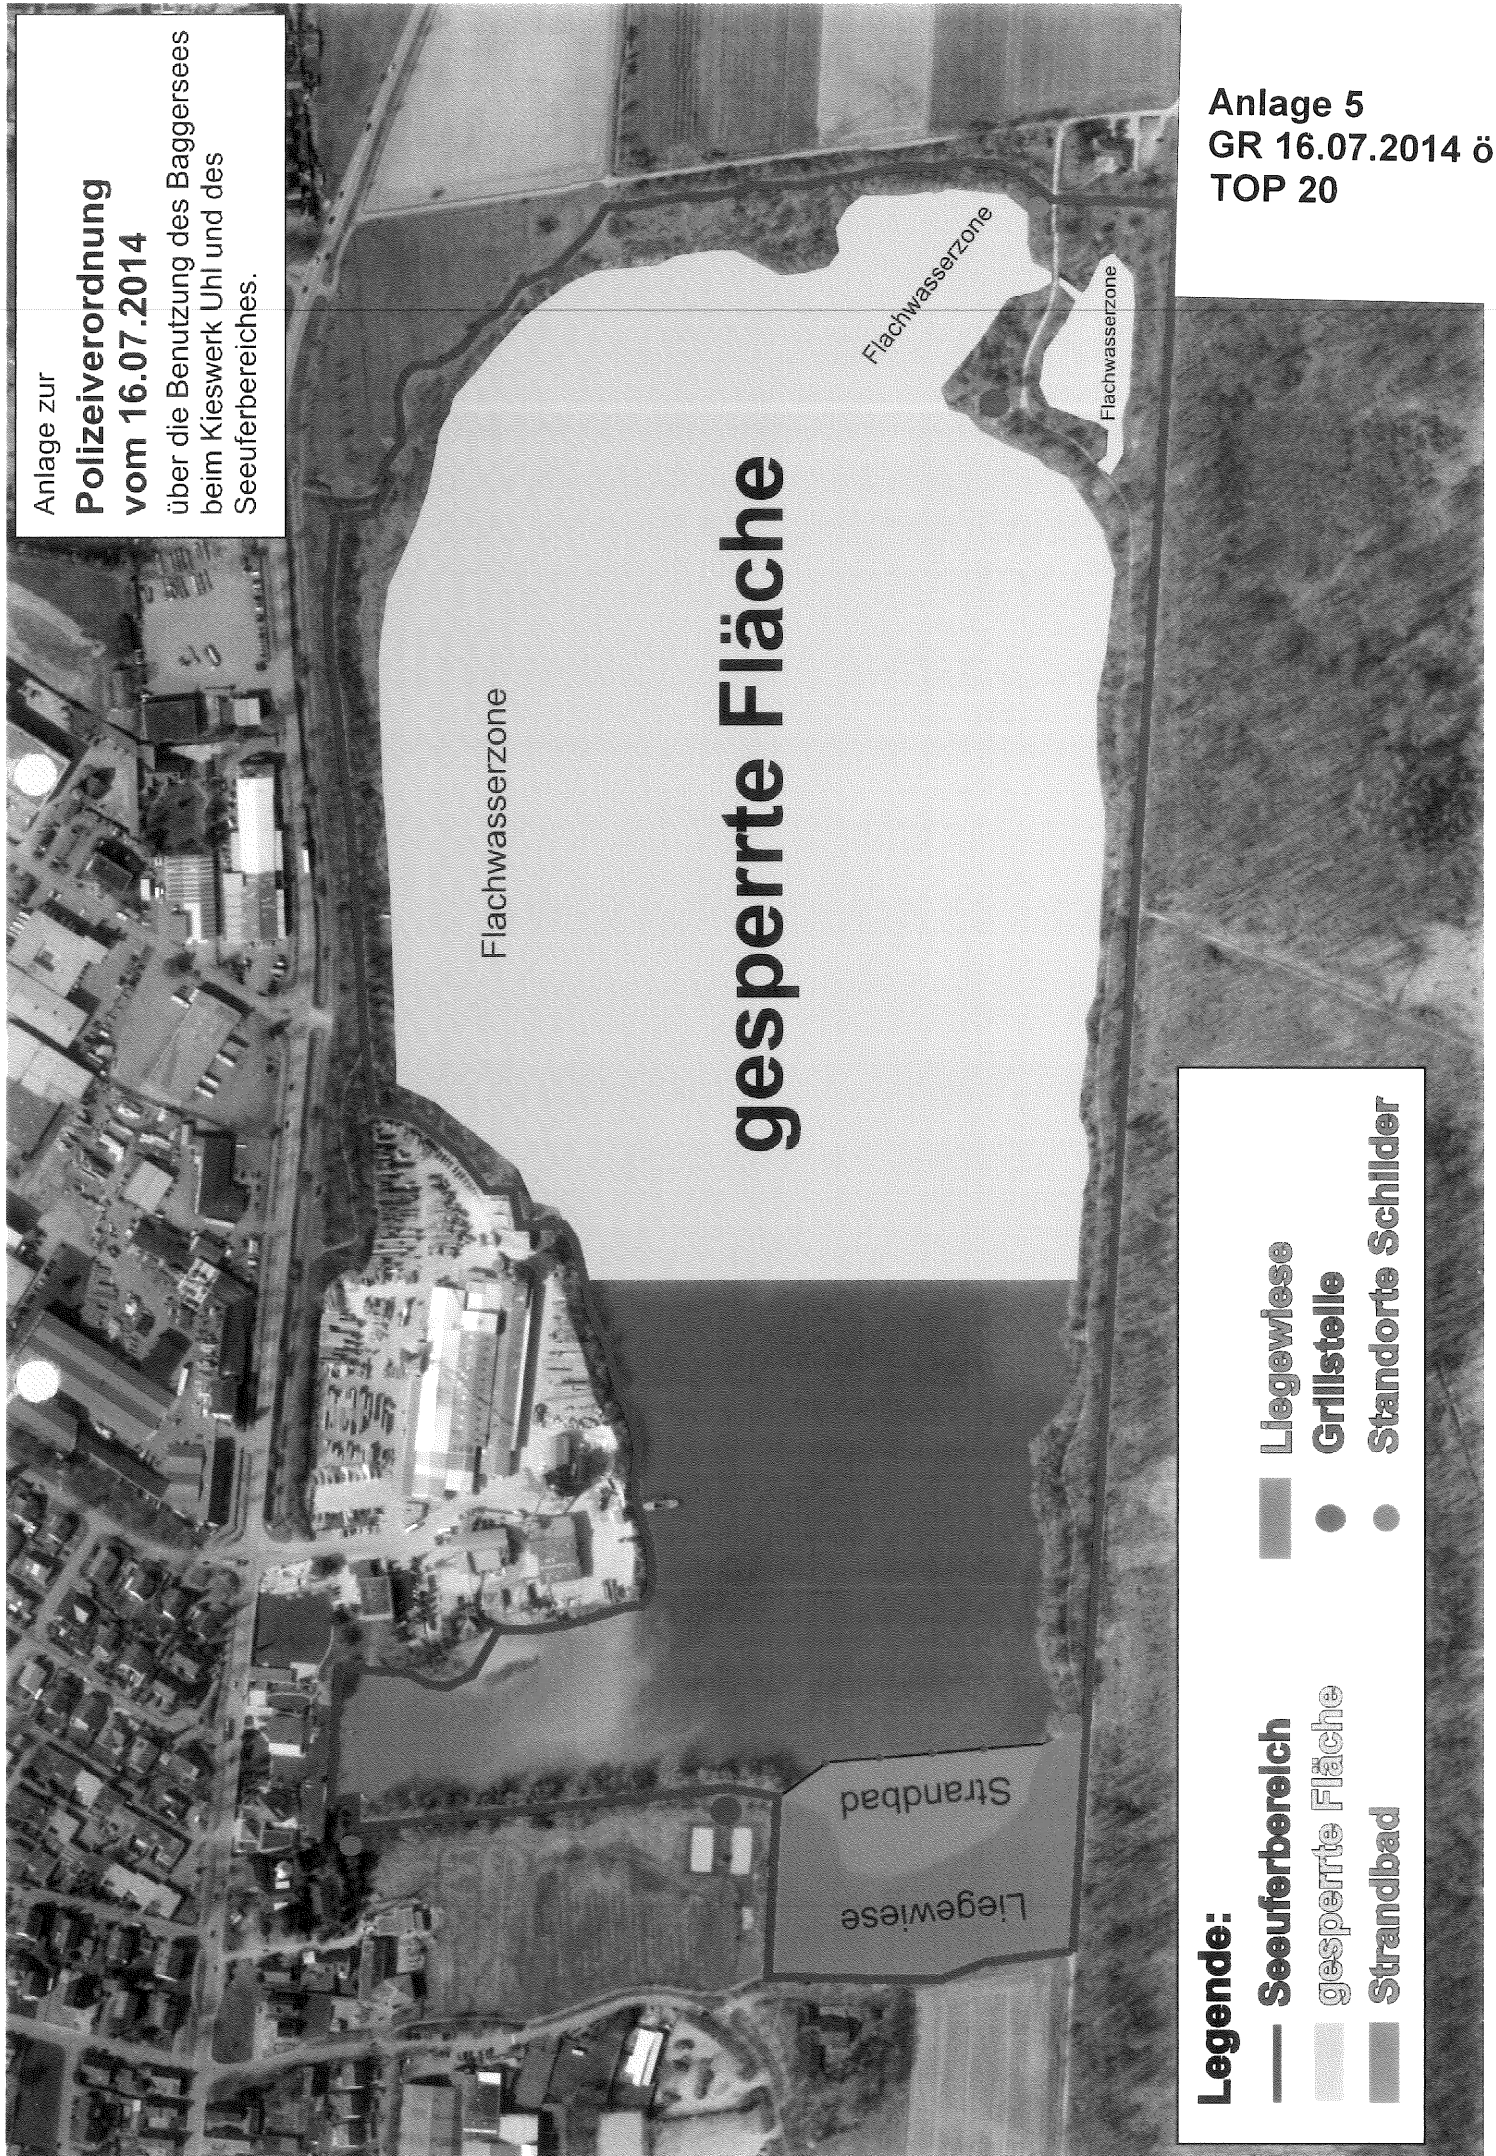 Anlage zur
Polizeiverordnung
vom 16.07.2014
über die Benutzung des Baggersees
beim Kieswerk Uhl und des
Seeuferbereiches.
Anlage 5
GR 16.07.2014 ö
TOP 20
Flachwasserzone
Flachwasserzone
Flachwasserzone
gesperrte Fläche
Strandbad
Liegewiese
Legende:
Seeuferbereich
gesperrte Fläche
Strandbad
Liegewiese
Grillstelle
Standorte Schilder